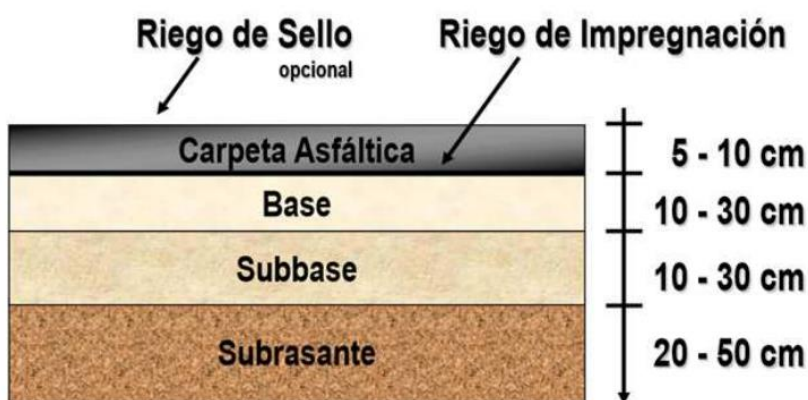 Riego de Sello
opcional
Riego de Impregnación
Carpeta Asfáltica
5 - 10 cm
Base
10 - 30 cm
Subbase
10 - 30 cm
Subrasante
20 - 50 cm